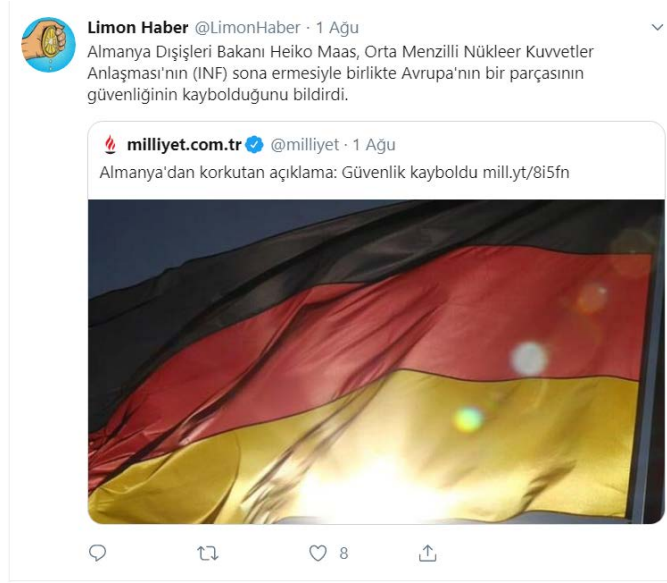 Limon Haber @LimonHaber · 1 Ağu
Almanya Dışişleri Bakanı Heiko Maas, Orta Menzilli Nükleer Kuvvetler
Anlaşması'nın (INF) sona ermesiyle birlikte Avrupa'nın bir parçasının
güvenliğinin kaybolduğunu bildirdi.
milliyet.com.tr @milliyet · 1 Ağu
Almanya'dan korkutan açıklama: Güvenlik kayboldu mill.yt/8i5fn
8